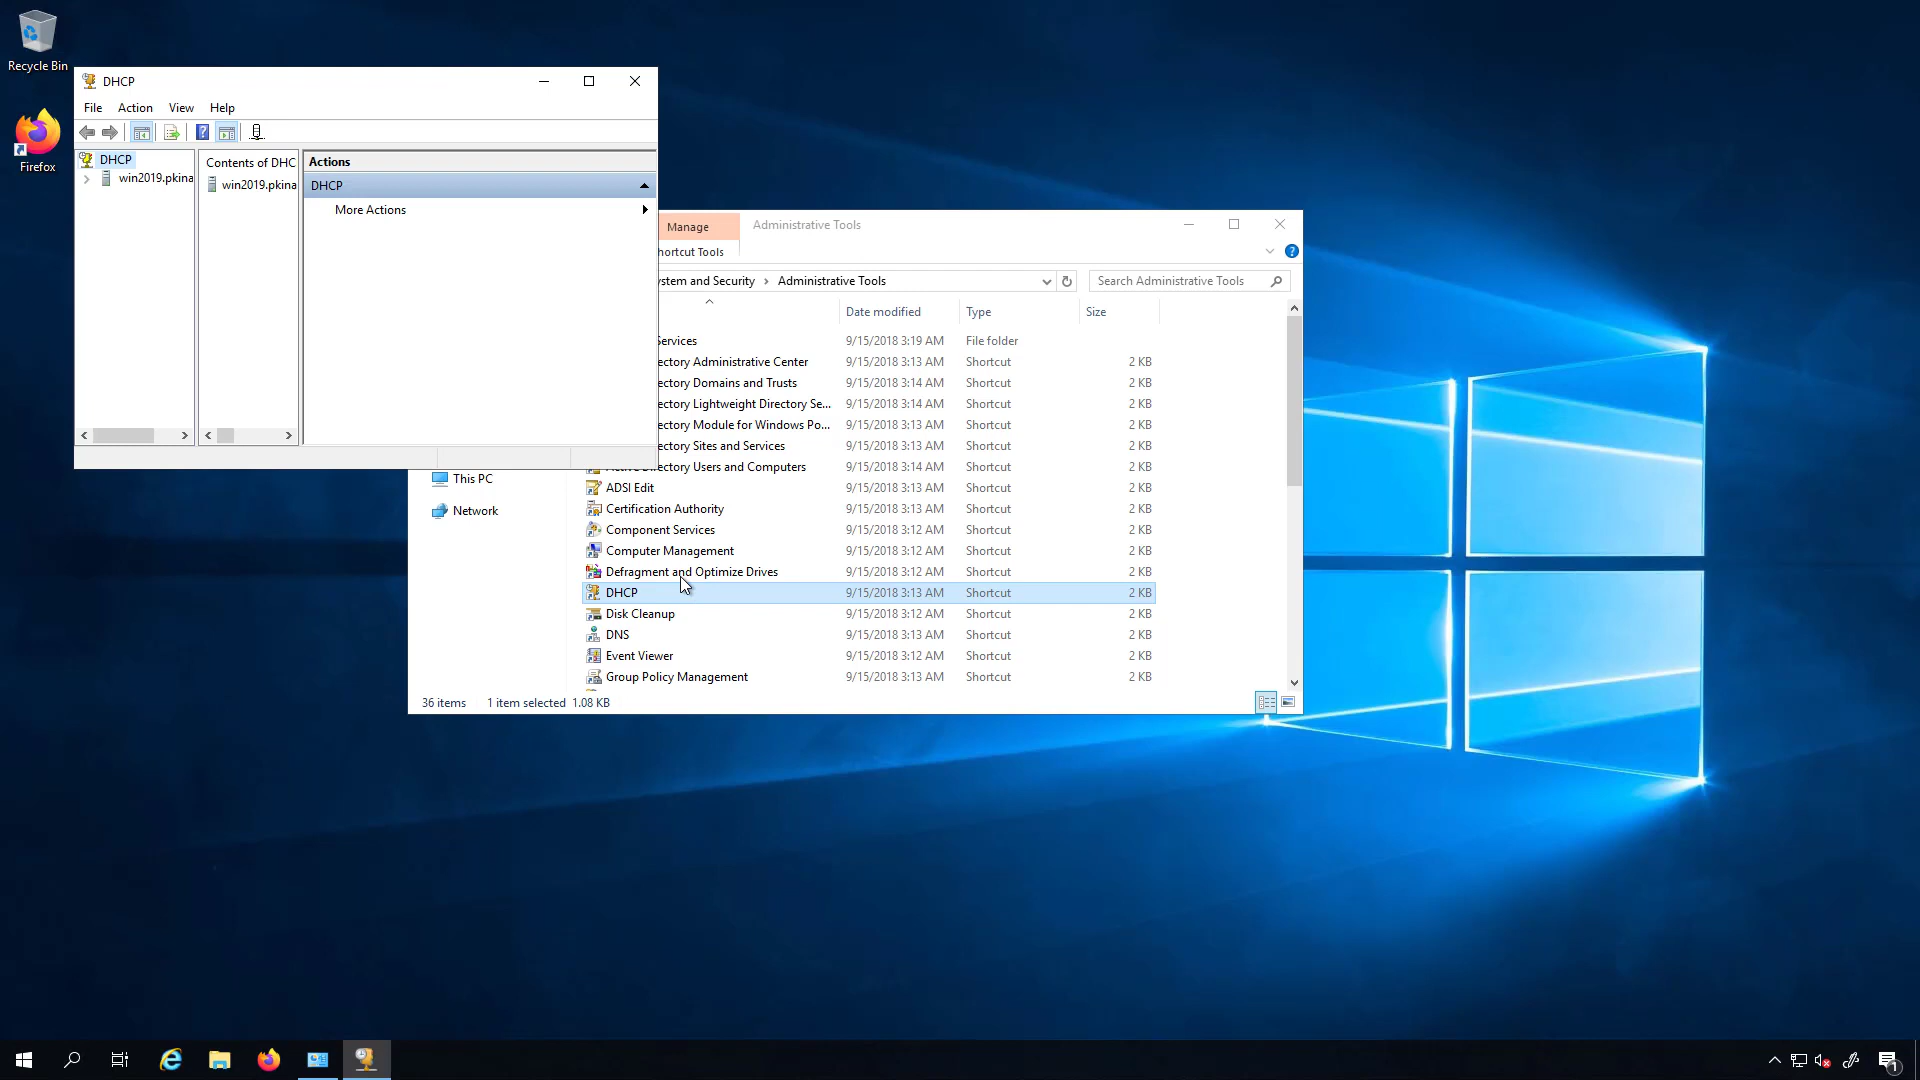 Recycle Bin
Firefox
DHCP
File Action View Help
DHCP
win2019.pkina
Contents of DHC
win2019.pkina
Actions
DHCP
More Actions
Manage
Administrative Tools
hortcut Tools
ystem and Security > Administrative Tools
Search Administrative Tools
Date modified Type Size
Services 9/15/2018 3:19 AM File folder
ectory Administrative Center 9/15/2018 3:13 AM Shortcut 2 KB
ectory Domains and Trusts 9/15/2018 3:14 AM Shortcut 2 KB
ectory Lightweight Directory Se... 9/15/2018 3:14 AM Shortcut 2 KB
ectory Module for Windows Po... 9/15/2018 3:13 AM Shortcut 2 KB
ectory Sites and Services 9/15/2018 3:13 AM Shortcut 2 KB
Active Directory Users and Computers 9/15/2018 3:14 AM Shortcut 2 KB
ADSI Edit 9/15/2018 3:13 AM Shortcut 2 KB
Certification Authority 9/15/2018 3:13 AM Shortcut 2 KB
Component Services 9/15/2018 3:12 AM Shortcut 2 KB
Computer Management 9/15/2018 3:12 AM Shortcut 2 KB
Defragment and Optimize Drives 9/15/2018 3:12 AM Shortcut 2 KB
DHCP 9/15/2018 3:13 AM Shortcut 2 KB
Disk Cleanup 9/15/2018 3:12 AM Shortcut 2 KB
DNS 9/15/2018 3:13 AM Shortcut 2 KB
Event Viewer 9/15/2018 3:12 AM Shortcut 2 KB
Group Policy Management 9/15/2018 3:13 AM Shortcut 2 KB
This PC
Network
36 items 1 item selected 1.08 KB
1